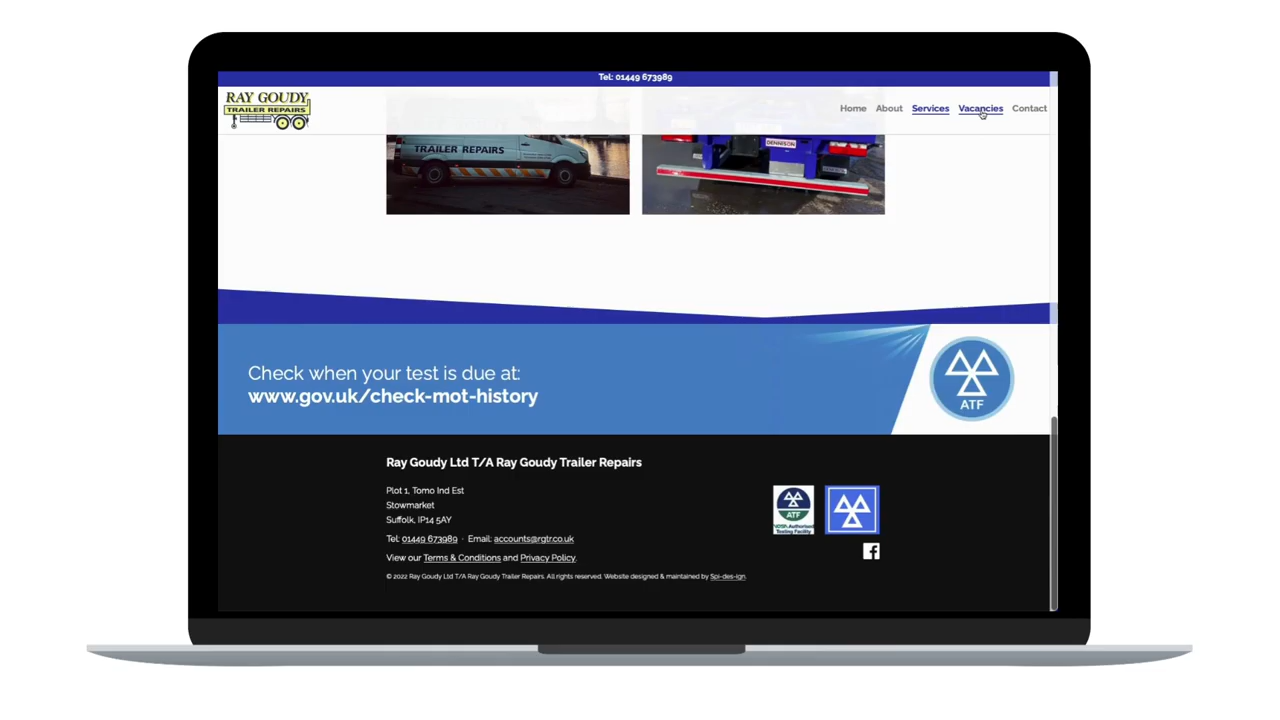 Tel: 01449 673989
RAY GOUDY
TRAILER REPAIRS
Home About Services Vacancies Contact
TRAILER REPAIRS
DENNISON
Check when your test is due at:
www.gov.uk/check-mot-history
ATF
Ray Goudy Ltd T/A Ray Goudy Trailer Repairs
Plot 1, Tomo Ind Est
Stowmarket
Suffolk, IP14 5AY
Tel: 01449 673989 · Email: accounts@rgtr.co.uk
View our Terms & Conditions and Privacy Policy.
© 2022 Ray Goudy Ltd T/A Ray Goudy Trailer Repairs. All rights reserved. Website designed & maintained by Spi-des-ign.
ATF
VOSA Authorised
Testing Facility